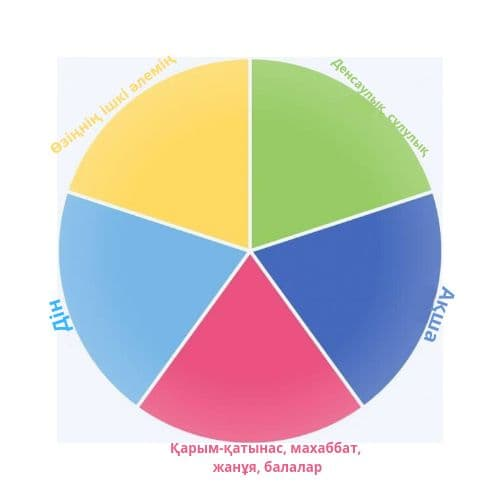 Өзіңнің ішкі әлемің
Денсаулық, сұлулық
Дін
Ақша
Қарым-қатынас, махаббат,
жанұя, балалар